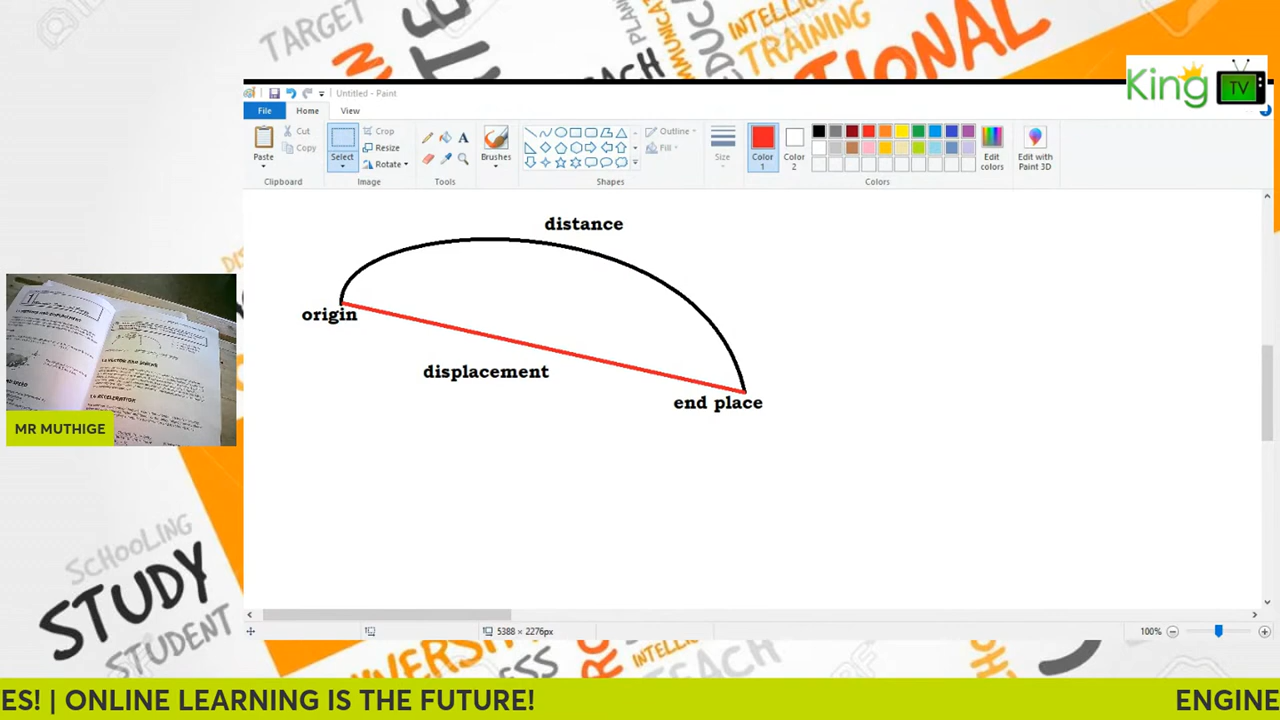 TARGET
PLAN
INTELLI
TRAINING
King TV
Untitled - Paint
File Home View
Paste
Cut
Copy
Clipboard
Select
Crop
Resize
Rotate
Image
Tools
Brushes
Outline
Fill
Shapes
Size
Color 1
Color 2
Edit colors
Edit with Paint 3D
Colors
distance
origin
displacement
end place
MR MUTHIGE
SCHOOLING
STUDY
STUDENT
5388 × 2276px
100%
ES! | ONLINE LEARNING IS THE FUTURE!
ENGINE